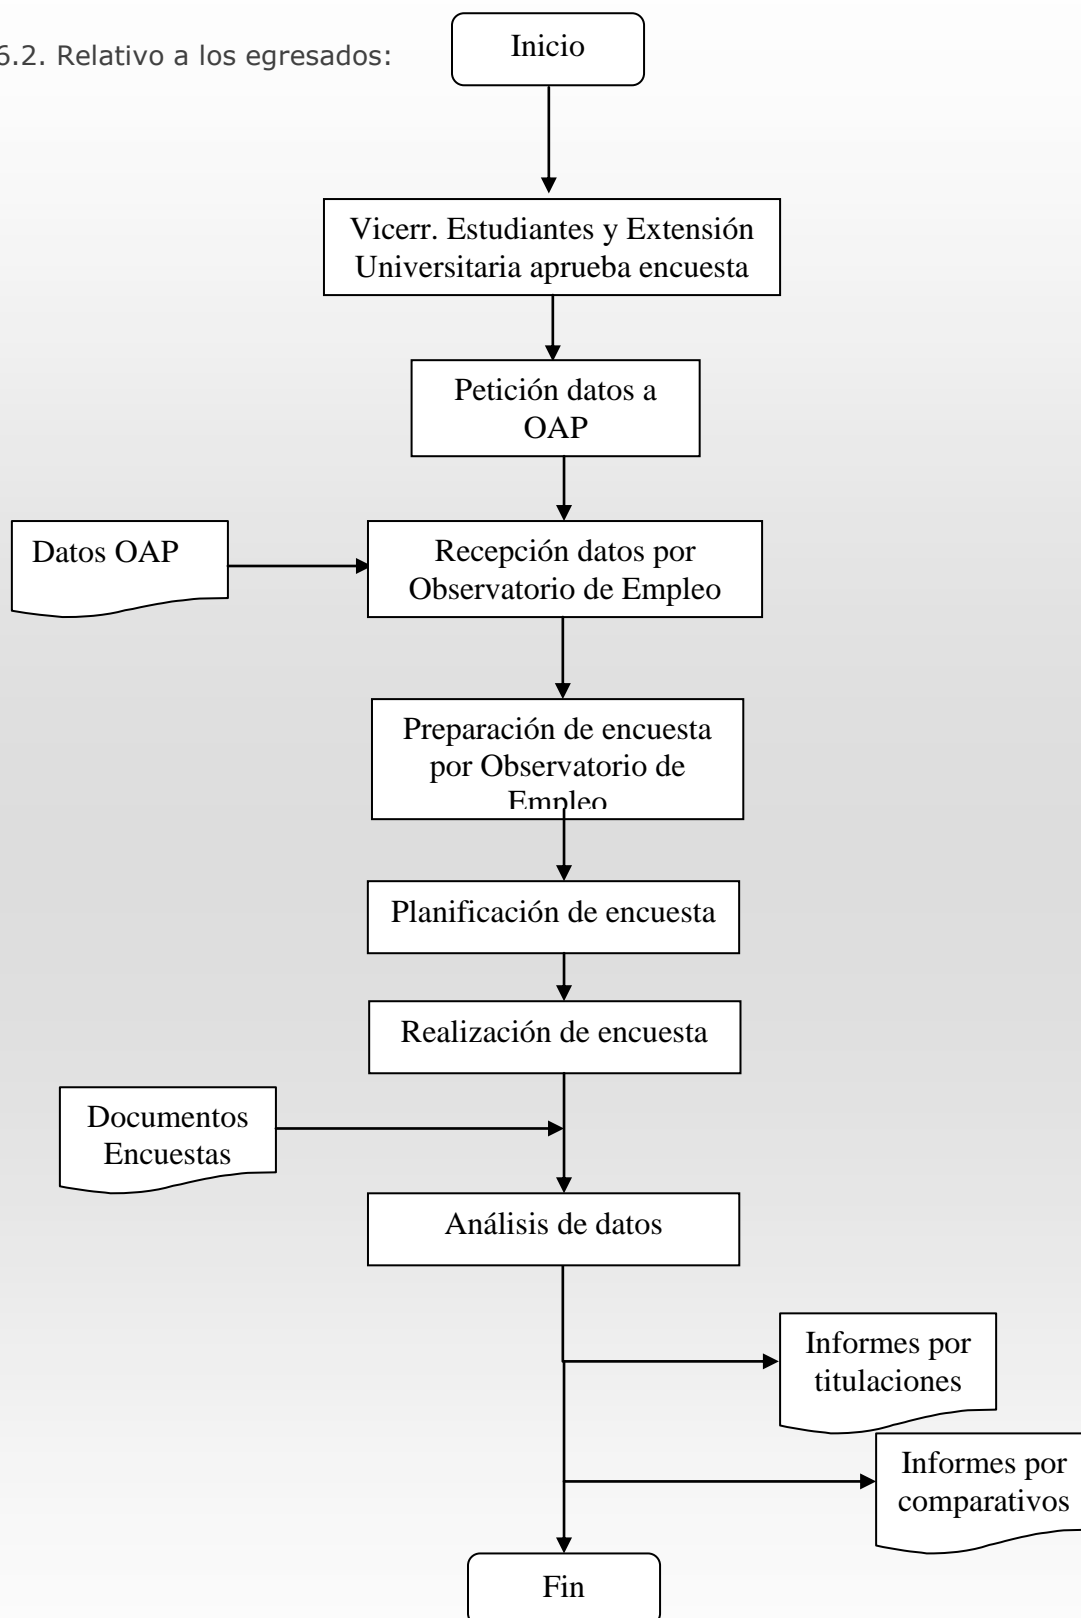 6.2. Relativo a los egresados:
Inicio
Vicerr. Estudiantes y Extensión
Universitaria aprueba encuesta
Petición datos a
OAP
Datos OAP
Recepción datos por
Observatorio de Empleo
Preparación de encuesta
por Observatorio de
Empleo
Planificación de encuesta
Realización de encuesta
Documentos
Encuestas
Análisis de datos
Informes por
titulaciones
Informes por
comparativos
Fin